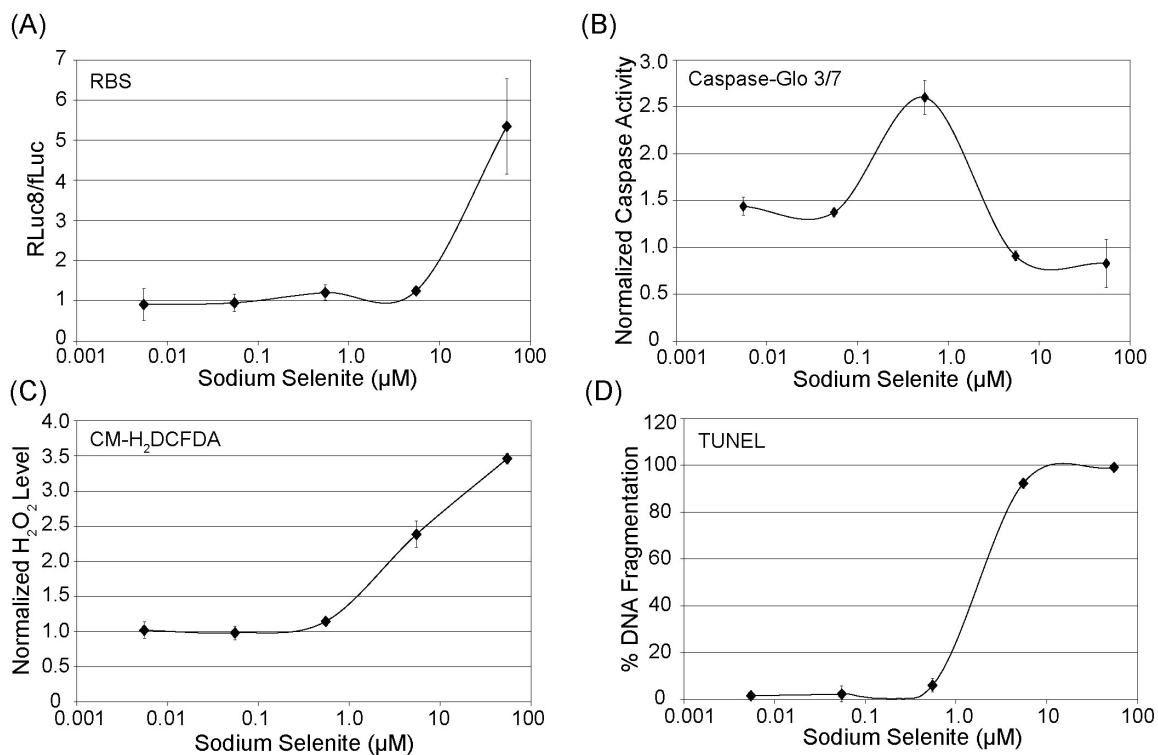 (A)
RBS
RLuc8/fLuc
7
6
5
4
3
2
1
0
0.001 0.01 0.1 1.0 10 100
Sodium Selenite (µM)
(B)
Caspase-Glo 3/7
Normalized Caspase Activity
3.0
2.5
2.0
1.5
1.0
0.5
0
0.001 0.01 0.1 1.0 10 100
Sodium Selenite (µM)
(C)
CM-H₂DCFDA
Normalized H₂O₂ Level
4.0
3.5
3.0
2.5
2.0
1.5
1.0
0.5
0
0.001 0.01 0.1 1.0 10 100
Sodium Selenite (µM)
(D)
TUNEL
% DNA Fragmentation
120
100
80
60
40
20
0
0.001 0.01 0.1 1.0 10 100
Sodium Selenite (µM)